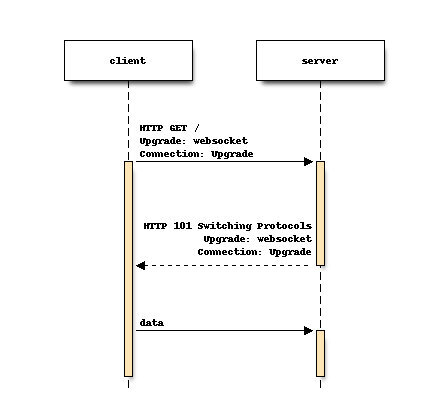 client
server
HTTP GET /
Upgrade: websocket
Connection: Upgrade
HTTP 101 Switching Protocols
Upgrade: websocket
Connection: Upgrade
data